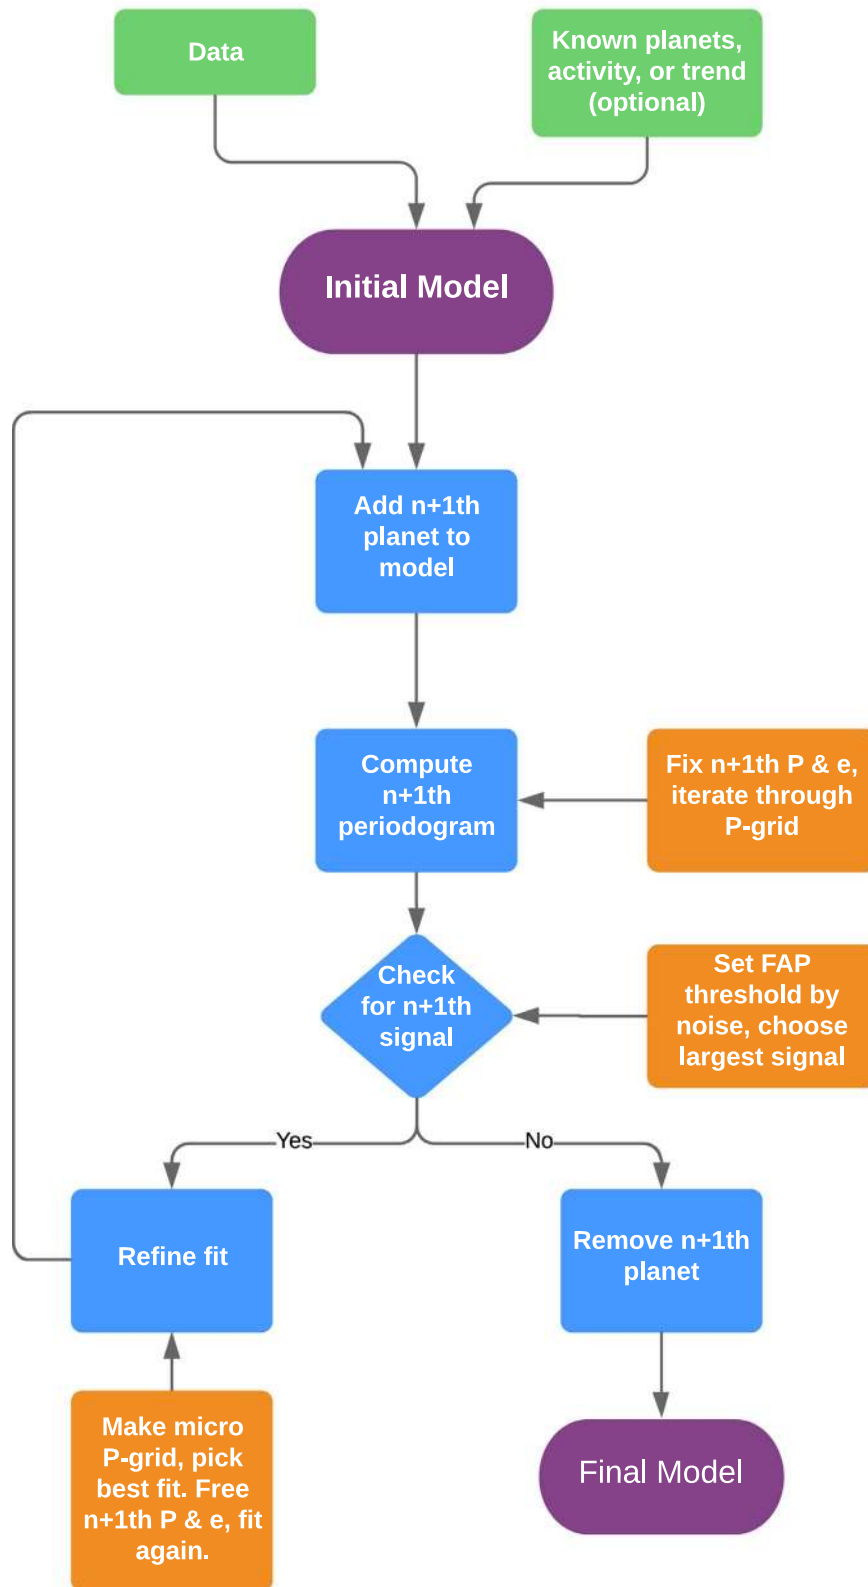 Data
Known planets,
activity, or trend
(optional)
Initial Model
Add n+1th
planet to
model
Compute
n+1th
periodogram
Fix n+1th P & e,
iterate through
P-grid
Check
for n+1th
signal
Set FAP
threshold by
noise, choose
largest signal
Yes
No
Refine fit
Remove n+1th
planet
Make micro
P-grid, pick
best fit. Free
n+1th P & e, fit
again.
Final Model